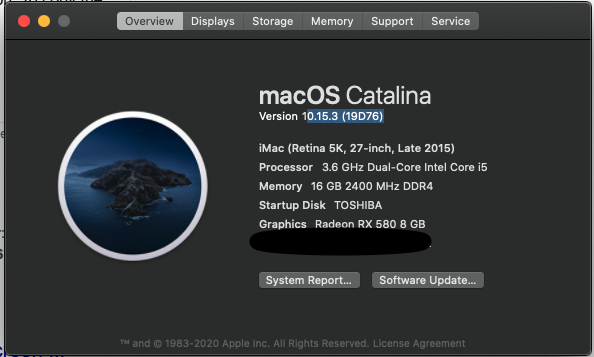 Overview Displays Storage Memory Support Service
macOS Catalina
Version 10.15.3 (19D76)
iMac (Retina 5K, 27-inch, Late 2015)
Processor 3.6 GHz Dual-Core Intel Core i5
Memory 16 GB 2400 MHz DDR4
Startup Disk TOSHIBA
Graphics Radeon RX 580 8 GB
System Report... Software Update...
™ and © 1983-2020 Apple Inc. All Rights Reserved. License Agreement